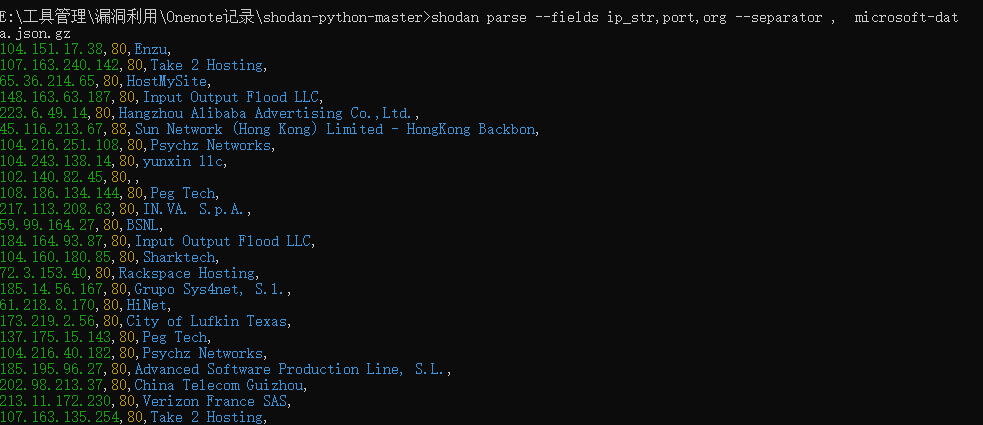 E:\工具管理\漏洞利用\Onenote记录\shodan-python-master>shodan parse --fields ip_str,port,org --separator ,  microsoft-dat
a.json.gz
104.151.17.38,80,Enzu,
107.163.240.142,80,Take 2 Hosting,
65.36.214.65,80,HostMySite,
148.163.63.187,80,Input Output Flood LLC,
223.6.49.14,80,Hangzhou Alibaba Advertising Co.,Ltd.,
45.116.213.67,88,Sun Network (Hong Kong) Limited - HongKong Backbon,
104.216.251.108,80,Psychz Networks,
104.243.138.14,80,yunxin llc,
102.140.82.45,80,,
108.186.134.144,80,Peg Tech,
217.113.208.63,80,IN.VA. S.p.A.,
59.99.164.27,80,BSNL,
184.164.93.87,80,Input Output Flood LLC,
104.160.180.85,80,Sharktech,
72.3.153.40,80,Rackspace Hosting,
185.14.56.167,80,Grupo Sys4net, S.l.,
61.218.8.170,80,HiNet,
173.219.2.56,80,City of Lufkin Texas,
137.175.15.143,80,Peg Tech,
104.216.40.182,80,Psychz Networks,
185.195.96.27,80,Advanced Software Production Line, S.L.,
202.98.213.37,80,China Telecom Guizhou,
213.11.172.230,80,Verizon France SAS,
107.163.135.254,80,Take 2 Hosting,